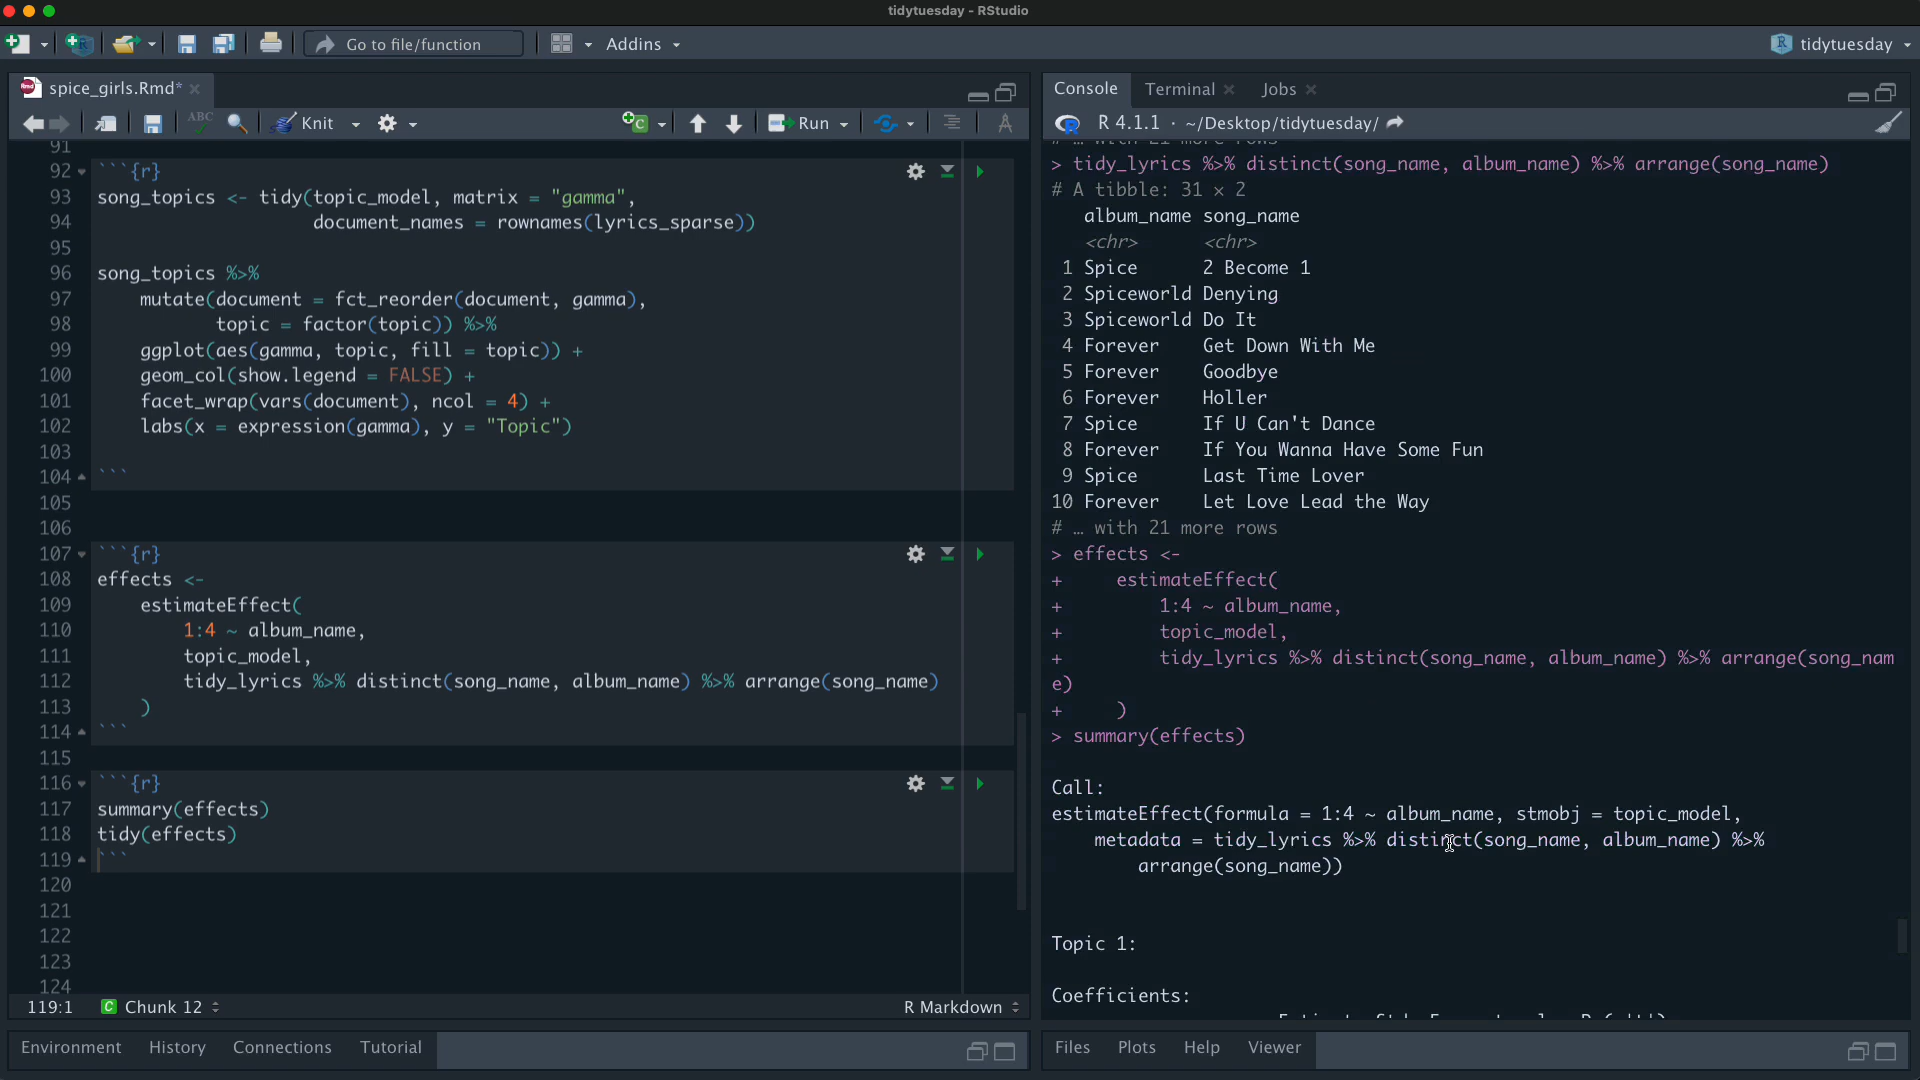 tidytuesday - RStudio
Go to file/function
Addins
tidytuesday
spice_girls.Rmd*
ABC
Knit
Run
91
92 ```{r}
93 song_topics <- tidy(topic_model, matrix = "gamma",
94 document_names = rownames(lyrics_sparse))
95
96 song_topics %>%
97 mutate(document = fct_reorder(document, gamma),
98 topic = factor(topic)) %>%
99 ggplot(aes(gamma, topic, fill = topic)) +
100 geom_col(show.legend = FALSE) +
101 facet_wrap(vars(document), ncol = 4) +
102 labs(x = expression(gamma), y = "Topic")
103
104 ```
105
106
107 ```{r}
108 effects <-
109 estimateEffect(
110 1:4 ~ album_name,
111 topic_model,
112 tidy_lyrics %>% distinct(song_name, album_name) %>% arrange(song_name)
113 )
114 ```
115
116 ```{r}
117 summary(effects)
118 tidy(effects)
119 ```
120
121
122
123
124
119:1 C Chunk 12 R Markdown
Environment History Connections Tutorial
Console Terminal Jobs
R 4.1.1 · ~/Desktop/tidytuesday/
# … with 21 more rows
> tidy_lyrics %>% distinct(song_name, album_name) %>% arrange(song_name)
# A tibble: 31 × 2
album_name song_name
<chr> <chr>
1 Spice 2 Become 1
2 Spiceworld Denying
3 Spiceworld Do It
4 Forever Get Down With Me
5 Forever Goodbye
6 Forever Holler
7 Spice If U Can't Dance
8 Forever If You Wanna Have Some Fun
9 Spice Last Time Lover
10 Forever Let Love Lead the Way
# … with 21 more rows
> effects <-
+ estimateEffect(
+ 1:4 ~ album_name,
+ topic_model,
+ tidy_lyrics %>% distinct(song_name, album_name) %>% arrange(song_nam
e)
+ )
> summary(effects)
Call:
estimateEffect(formula = 1:4 ~ album_name, stmobj = topic_model,
metadata = tidy_lyrics %>% distinct(song_name, album_name) %>%
arrange(song_name))
Topic 1:
Coefficients:
Files Plots Help Viewer